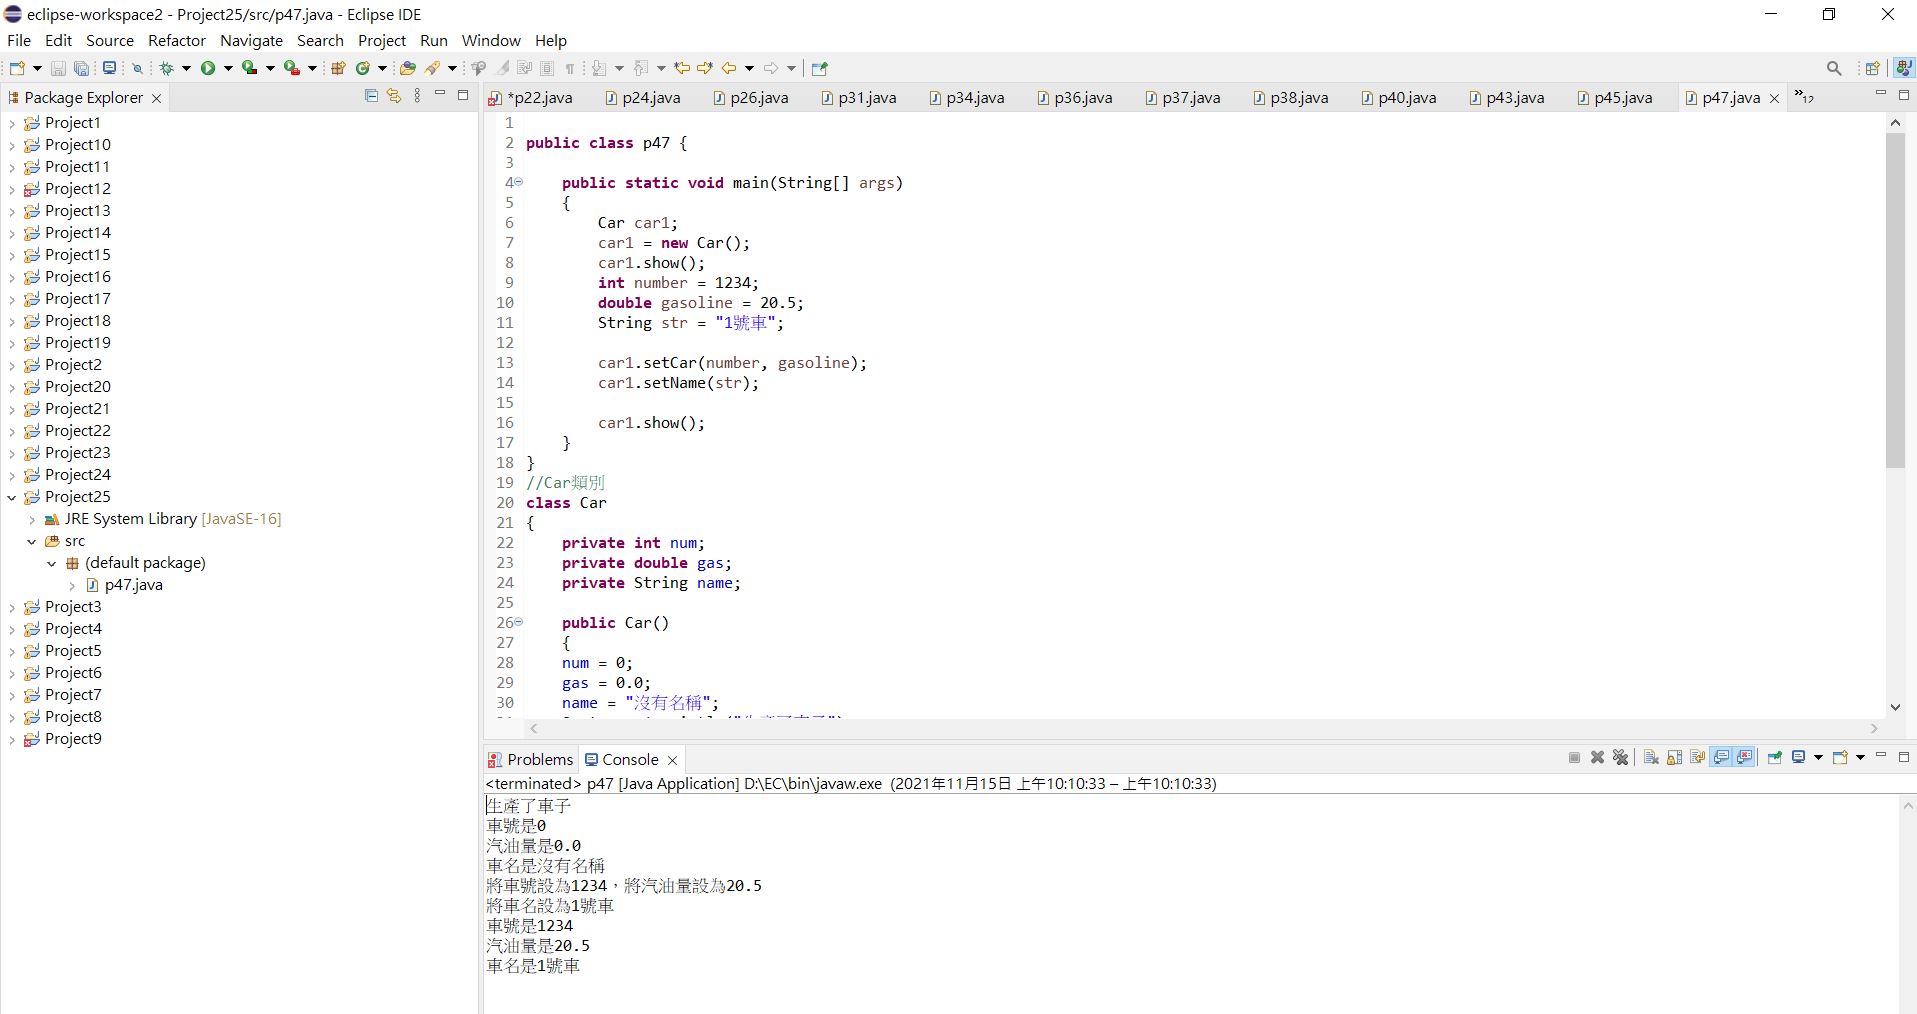 eclipse-workspace2 - Project25/src/p47.java - Eclipse IDE
File Edit Source Refactor Navigate Search Project Run Window Help
Package Explorer
*p22.java p24.java p26.java p31.java p34.java p36.java p37.java p38.java p40.java p43.java p45.java p47.java »12
Project1
Project10
Project11
Project12
Project13
Project14
Project15
Project16
Project17
Project18
Project19
Project2
Project20
Project21
Project22
Project23
Project24
Project25
JRE System Library [JavaSE-16]
src
(default package)
p47.java
Project3
Project4
Project5
Project6
Project7
Project8
Project9
1
2 public class p47 {
3
4 public static void main(String[] args)
5 {
6 Car car1;
7 car1 = new Car();
8 car1.show();
9 int number = 1234;
10 double gasoline = 20.5;
11 String str = "1號車";
12
13 car1.setCar(number, gasoline);
14 car1.setName(str);
15
16 car1.show();
17 }
18 }
19 //Car類別
20 class Car
21 {
22 private int num;
23 private double gas;
24 private String name;
25
26 public Car()
27 {
28 num = 0;
29 gas = 0.0;
30 name = "沒有名稱";
Problems Console
<terminated> p47 [Java Application] D:\EC\bin\javaw.exe (2021年11月15日 上午10:10:33 – 上午10:10:33)
生產了車子
車號是0
汽油量是0.0
車名是沒有名稱
將車號設為1234，將汽油量設為20.5
將車名設為1號車
車號是1234
汽油量是20.5
車名是1號車